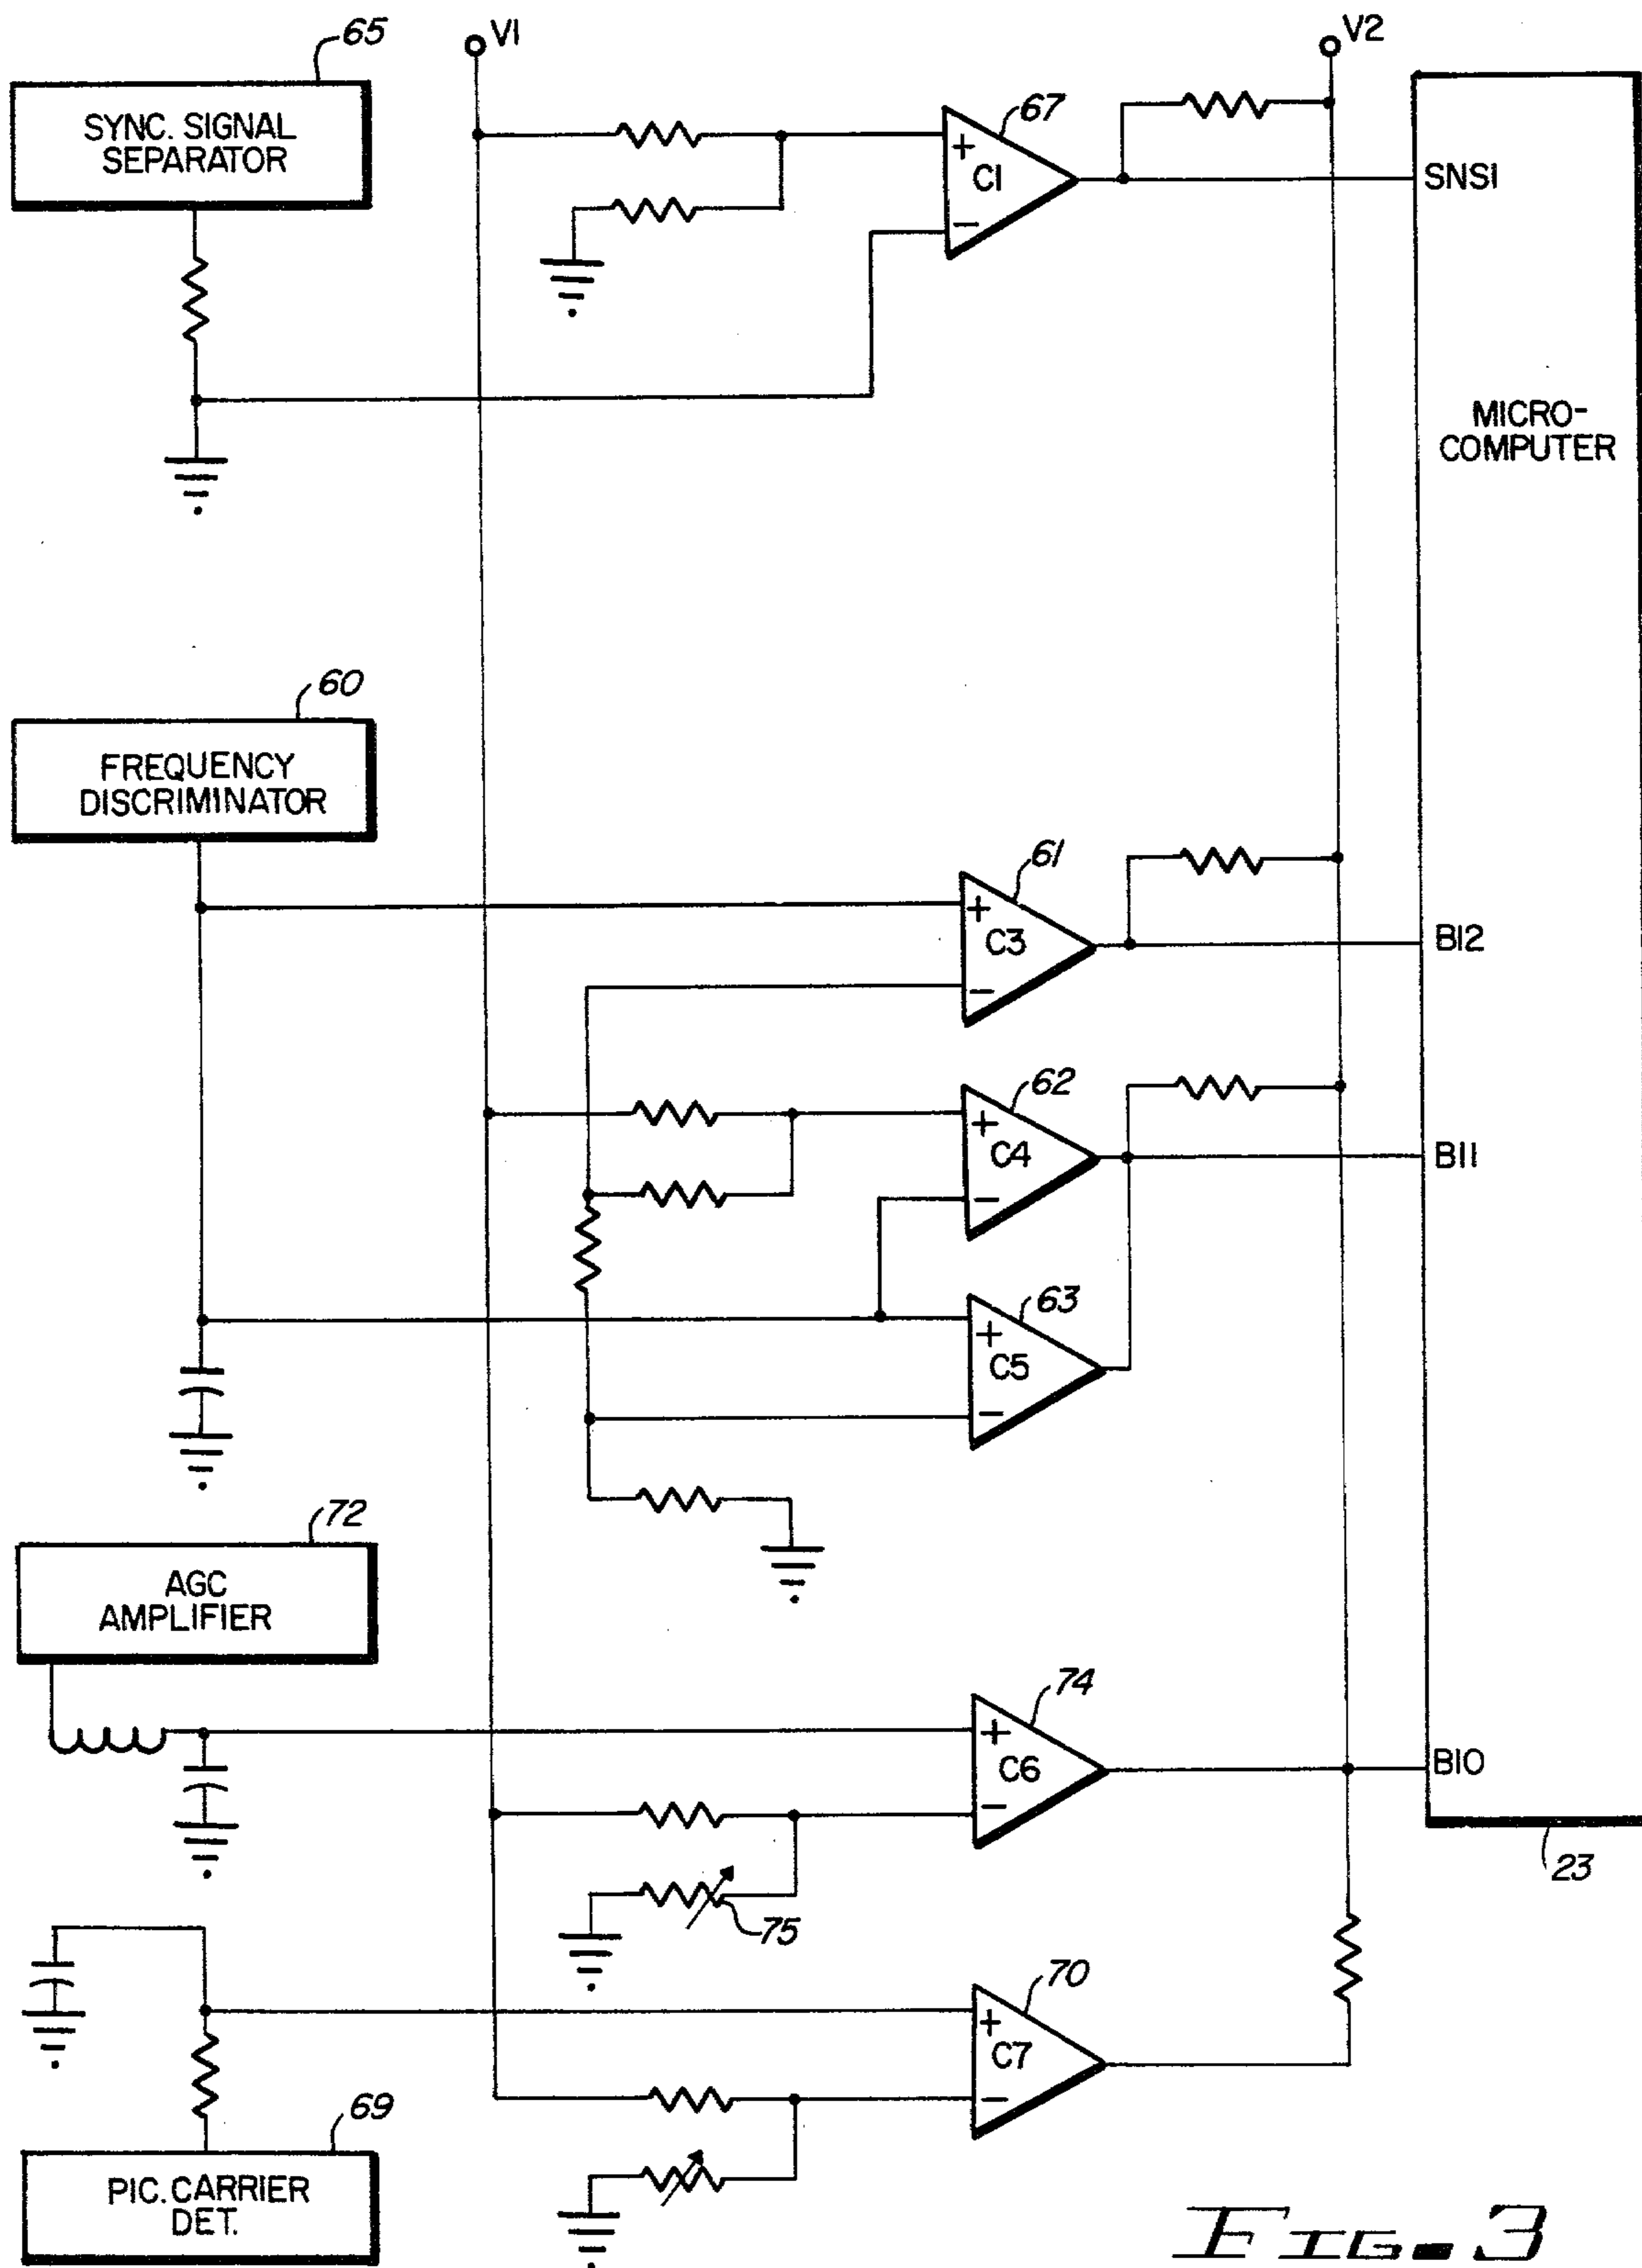 65
V1
V2
SYNC. SIGNAL
SEPARATOR
67
+
C1
−
SNS1
MICRO-
COMPUTER
60
FREQUENCY
DISCRIMINATOR
61
+
C3
−
B12
62
+
C4
−
B11
63
+
C5
−
72
AGC
AMPLIFIER
74
+
C6
−
B10
23
75
70
+
C7
−
69
PIC. CARRIER
DET.
FIG-3